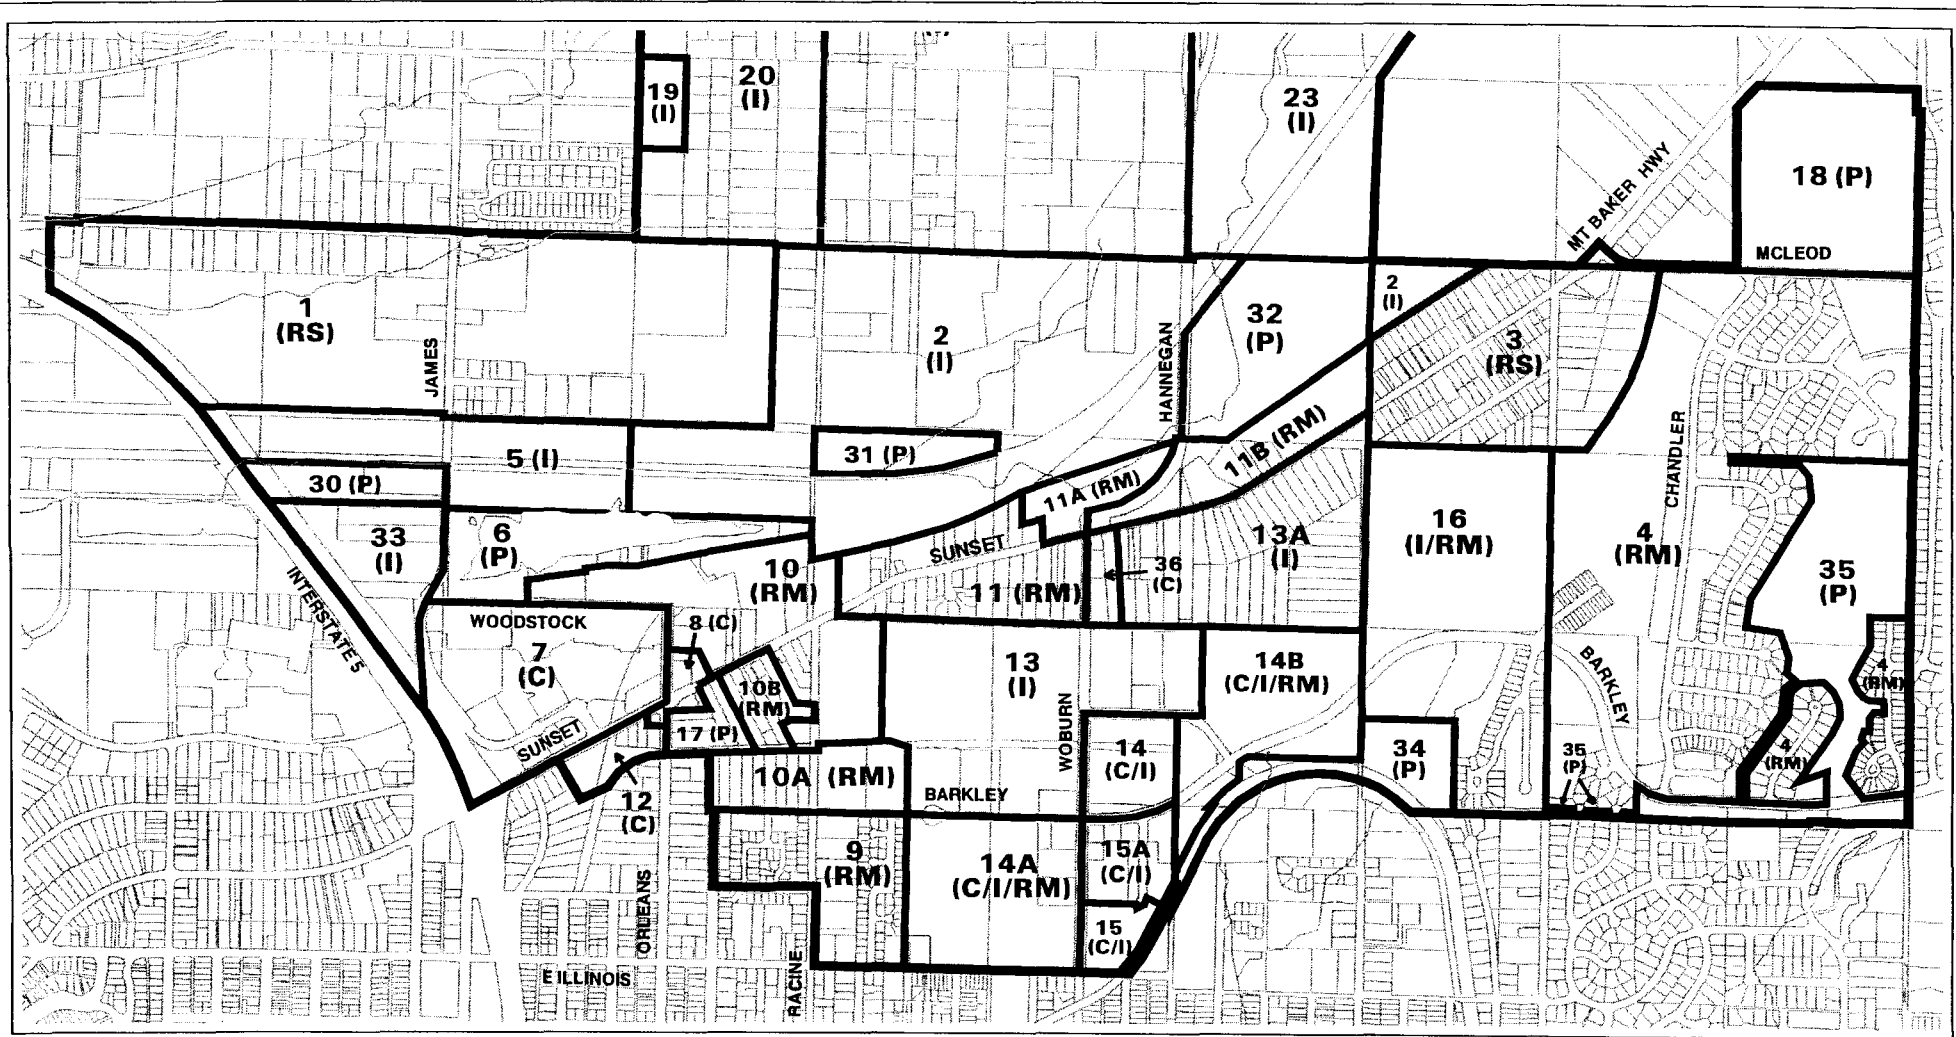 19
(I)
20
(I)
23
(I)
MT BAKER HWY
18 (P)
MCLEOD
1
(RS)
JAMES
2
(I)
HANNEGAN
32
(P)
2
(I)
3
(RS)
CHANDLER
5 (I)
30 (P)
31 (P)
11A (RM)
11B (RM)
33
(I)
6
(P)
10
(RM)
SUNSET
11 (RM)
36
(C)
13A
(I)
16
(I/RM)
4
(RM)
35
(P)
INTERSTATE 5
WOODSTOCK
7
(C)
8 (C)
10B
(RM)
17 (P)
SUNSET
13
(I)
WOBURN
14B
(C/I/RM)
BARKLEY
4
(RM)
12
(C)
10A (RM)
BARKLEY
14
(C/I)
34
(P)
35
(P)
4
(RM)
9
(RM)
14A
(C/I/RM)
15A
(C/I)
15
(C/I)
ORLEANS
E ILLINOIS
RACINE